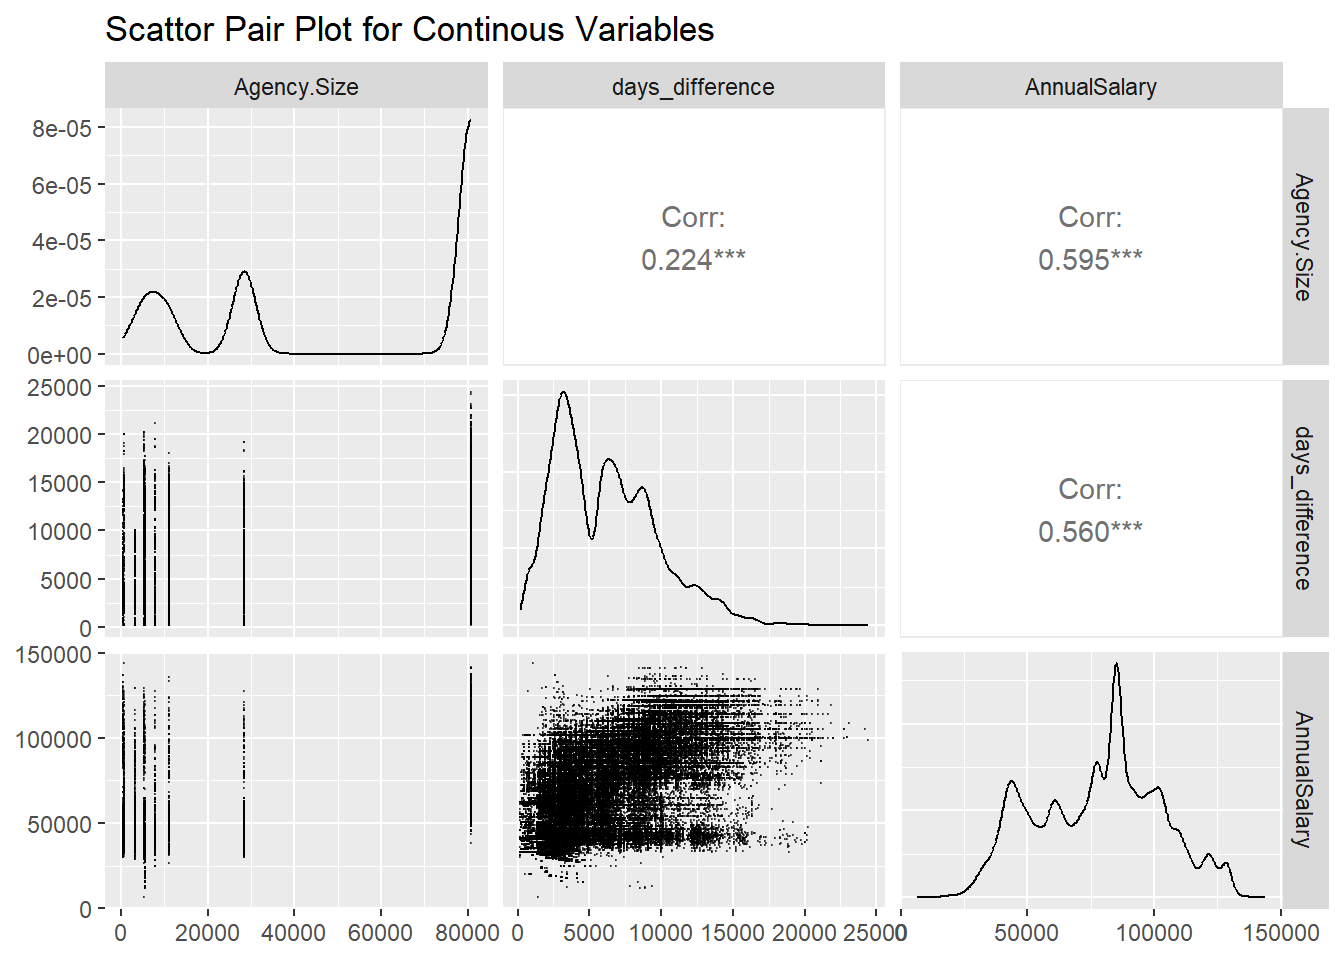 Scattor Pair Plot for Continous Variables
Agency.Size
days_difference
AnnualSalary
8e-05
6e-05
4e-05
2e-05
0e+00
Corr:
0.224***
Corr:
0.595***
Agency.Size
25000
20000
15000
10000
5000
0
Corr:
0.560***
days_difference
150000
100000
50000
0
AnnualSalary
0
20000
40000
60000
80000
0
5000
10000
15000
20000
25000
0
50000
100000
150000